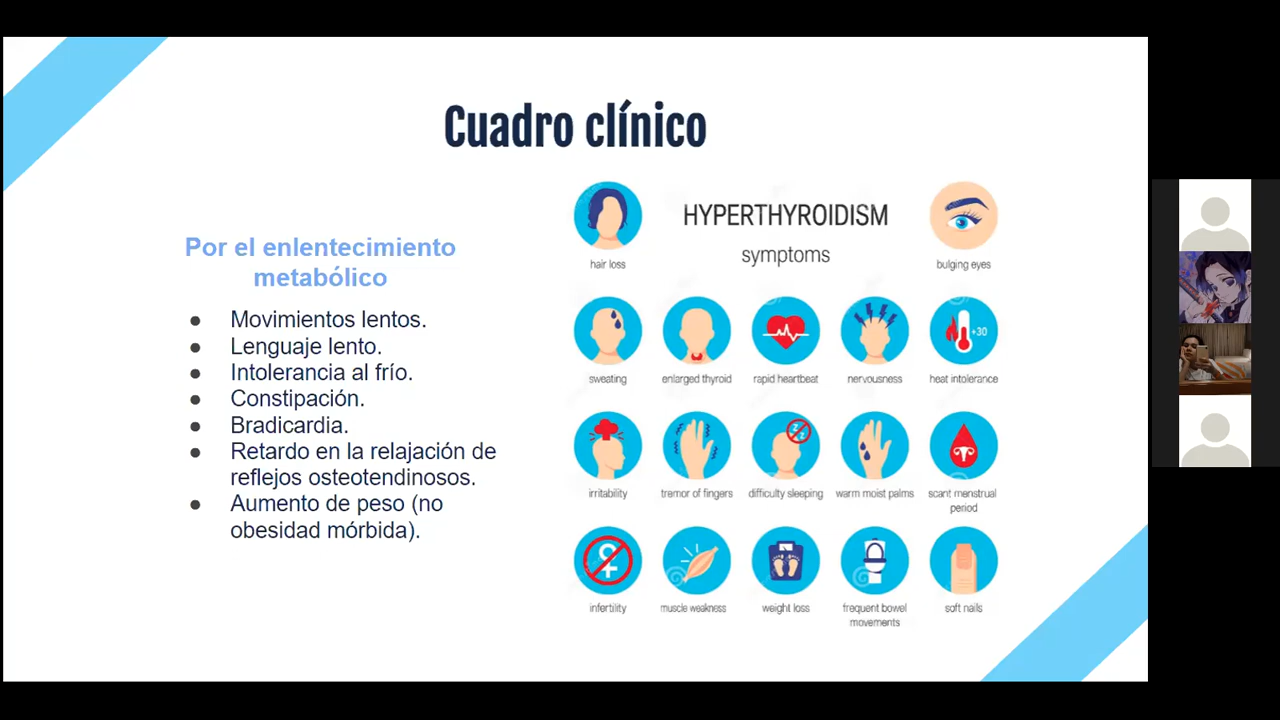 Cuadro clínico
Por el enlentecimiento
metabólico
● Movimientos lentos.
● Lenguaje lento.
● Intolerancia al frío.
● Constipación.
● Bradicardia.
● Retardo en la relajación de
reflejos osteotendinosos.
● Aumento de peso (no
obesidad mórbida).
HYPERTHYROIDISM
symptoms
hair loss
bulging eyes
sweating
enlarged thyroid
rapid heartbeat
nervousness
+30
heat intolerance
irritability
tremor of fingers
difficulty sleeping
warm moist palms
scant menstrual
period
infertility
muscle weakness
weight loss
frequent bowel
movements
soft nails